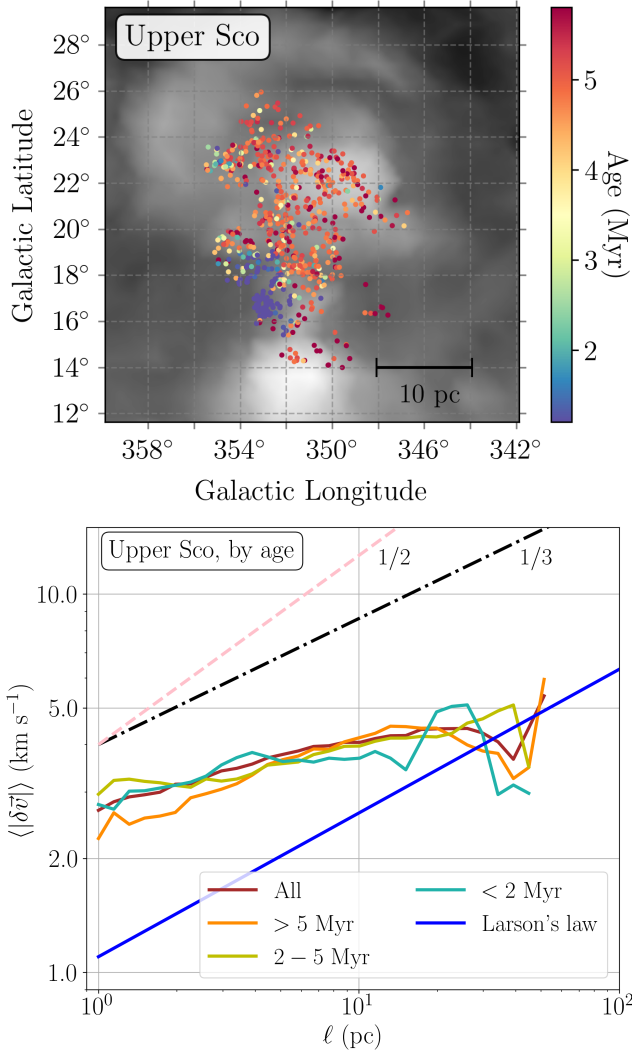 Upper Sco
28°
26°
24°
22°
20°
18°
16°
14°
12°
Galactic Latitude
10 pc
358° 354° 350° 346° 342°
Galactic Longitude
5
4
3
2
Age (Myr)
Upper Sco, by age
1/2
1/3
10.0
5.0
2.0
1.0
⟨|δv⃗|⟩ (km s⁻¹)
All
> 5 Myr
2 − 5 Myr
< 2 Myr
Larson's law
10⁰ 10¹ 10²
ℓ (pc)